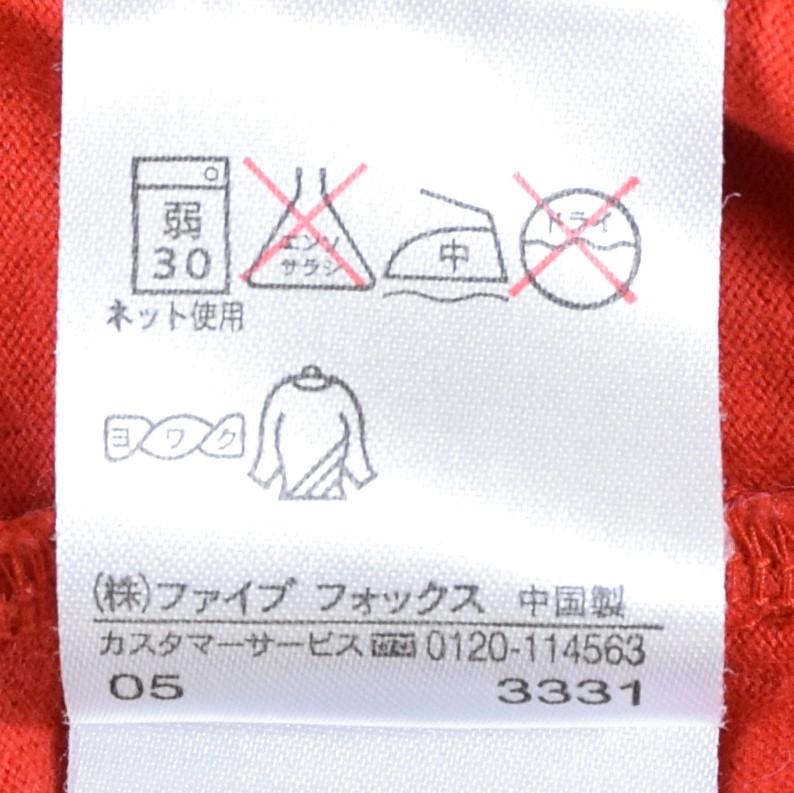 弱
30
ネット使用
エンソ
サラシ
中
ドライ
ヨワク
(株)ファイブ フォックス 中国製
カスタマーサービス 0120-114563
05 3331